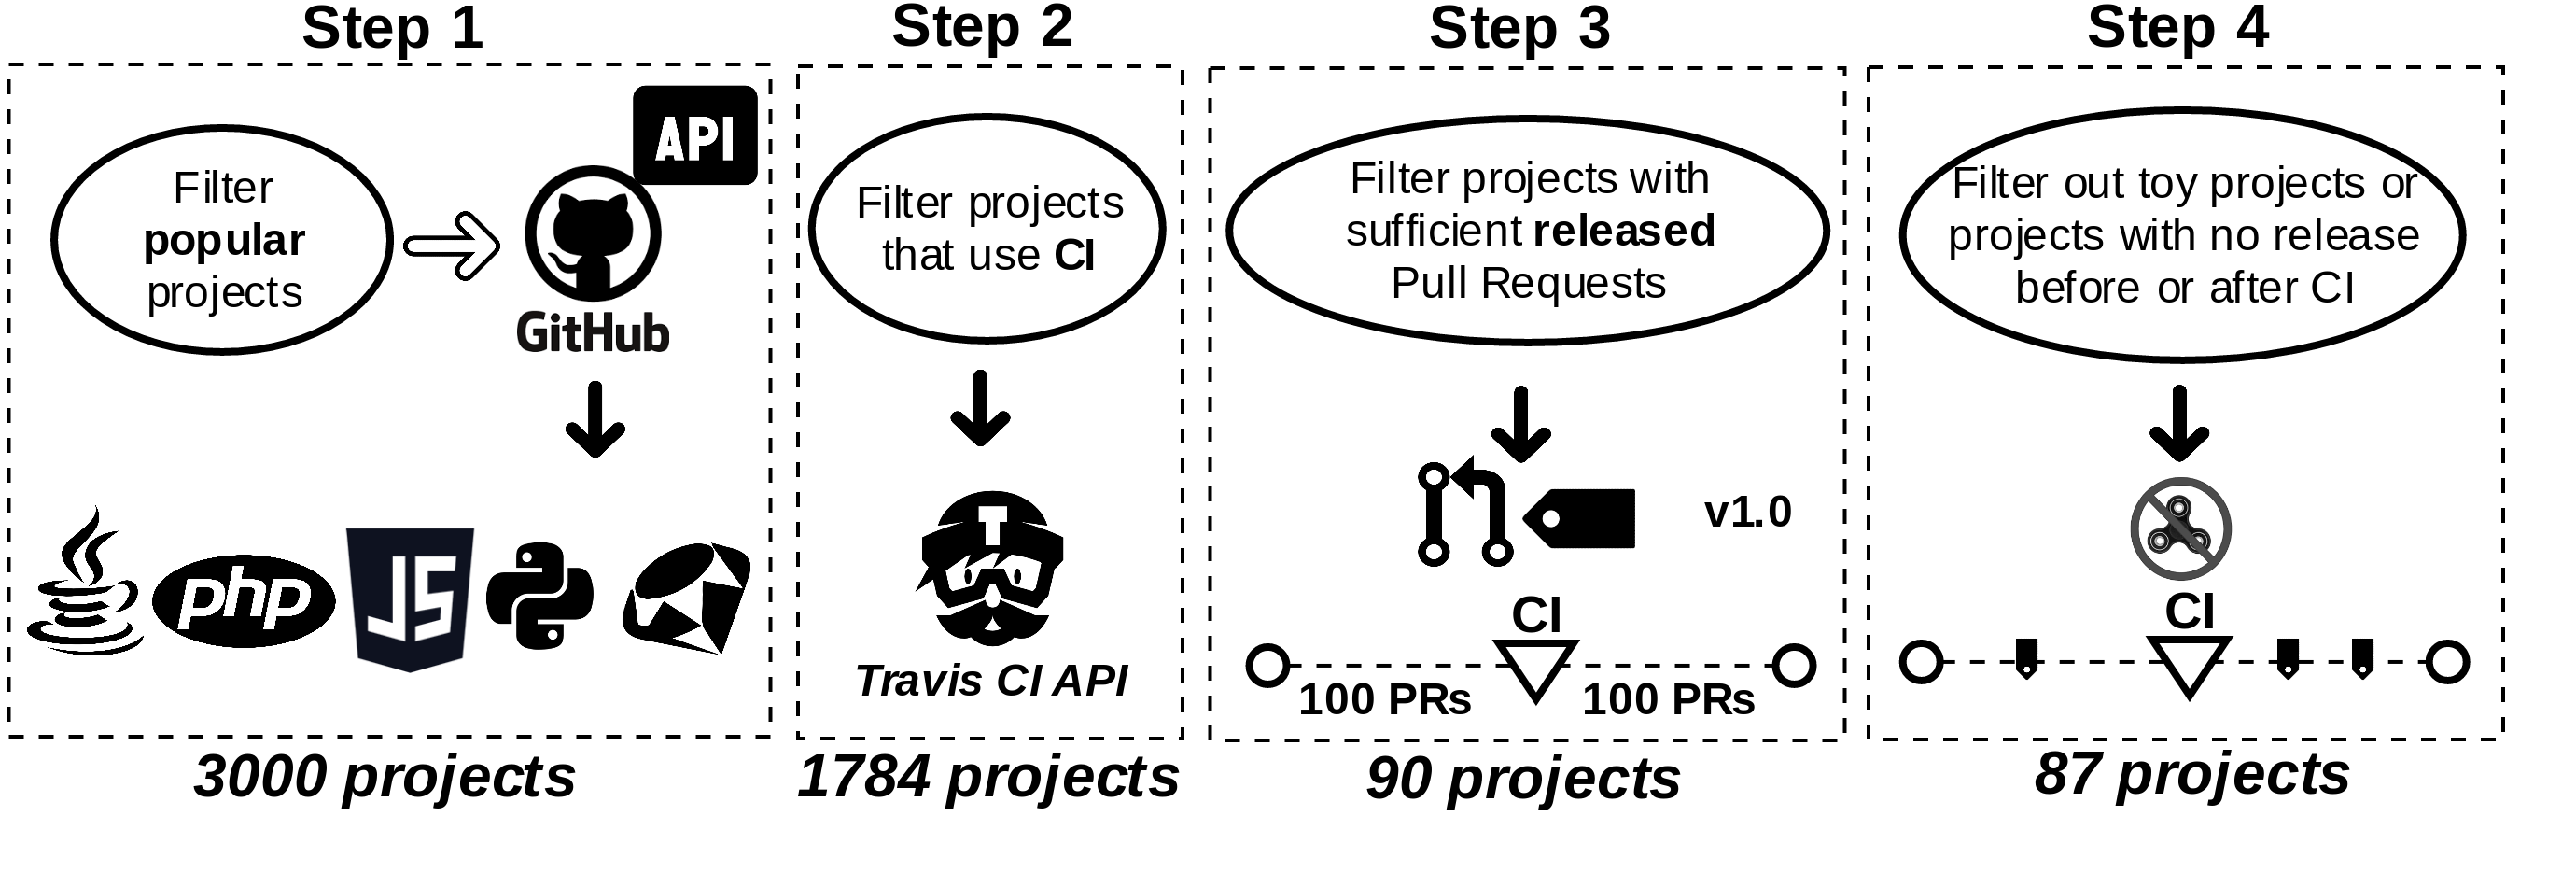 Step 1
Filter
popular
projects
API
GitHub
php
JS
3000 projects
Step 2
Filter projects
that use CI
T
Travis CI API
1784 projects
Step 3
Filter projects with
sufficient released
Pull Requests
v1.0
CI
100 PRs
100 PRs
90 projects
Step 4
Filter out toy projects or
projects with no release
before or after CI
CI
87 projects